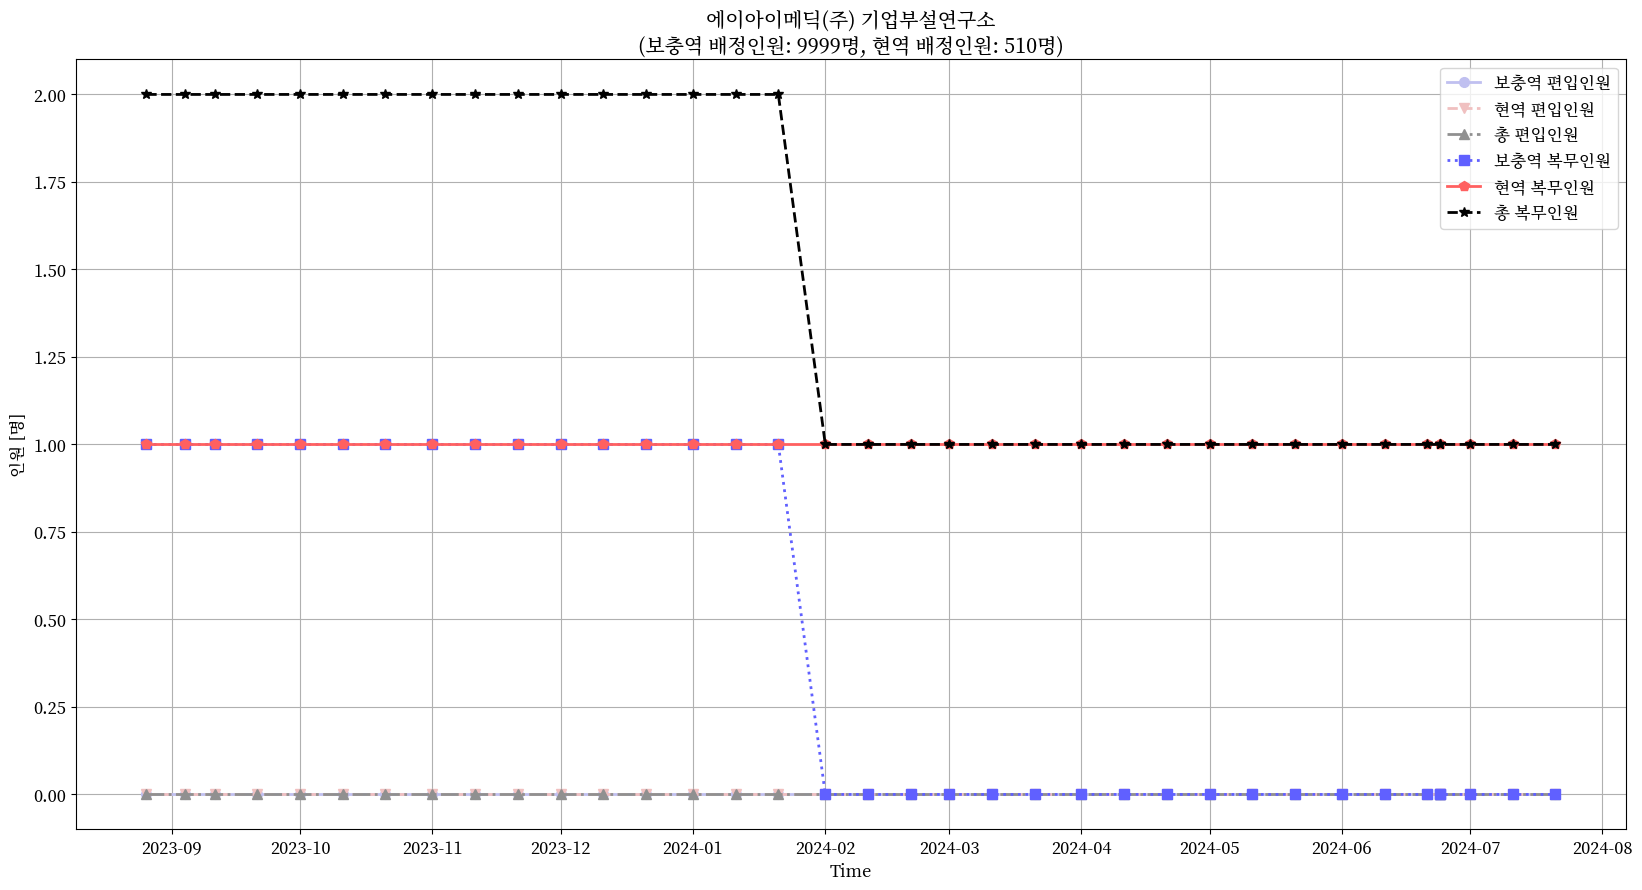 에이아이메딕(주) 기업부설연구소
(보충역 배정인원: 9999명, 현역 배정인원: 510명)
보충역 편입인원
현역 편입인원
총 편입인원
보충역 복무인원
현역 복무인원
총 복무인원
인원 [명]
2.00
1.75
1.50
1.25
1.00
0.75
0.50
0.25
0.00
2023-09 2023-10 2023-11 2023-12 2024-01 2024-02 2024-03 2024-04 2024-05 2024-06 2024-07 2024-08
Time